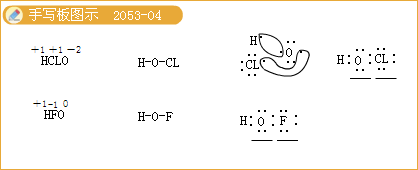 手写板图示 2053-04
+1 +1 -2
HCLO
H-O-CL
H
O
CL
H:O:CL:
+1-1 0
HFO
H-O-F
H:O:F: